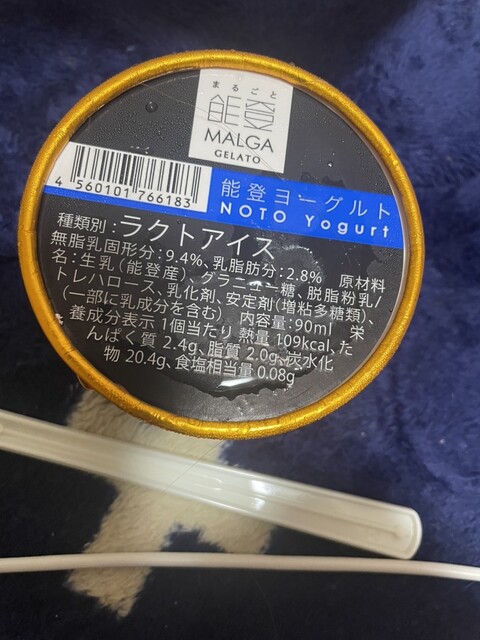 まるごと
能登
MALGA
GELATO
4 560101 766183
能登ヨーグルト
NOTO Yogurt
種類別：ラクトアイス
無脂乳固形分：9.4%、乳脂肪分：2.8%　原材料
名：生乳（能登産）、グラニュー糖、脱脂粉乳/
トレハロース、乳化剤、安定剤（増粘多糖類）、
（一部に乳成分を含む）　内容量：90ml　栄
養成分表示 1個当たり 熱量 109kcal、た
んぱく質 2.4g、脂質 2.0g、炭水化
物 20.4g、食塩相当量 0.08g